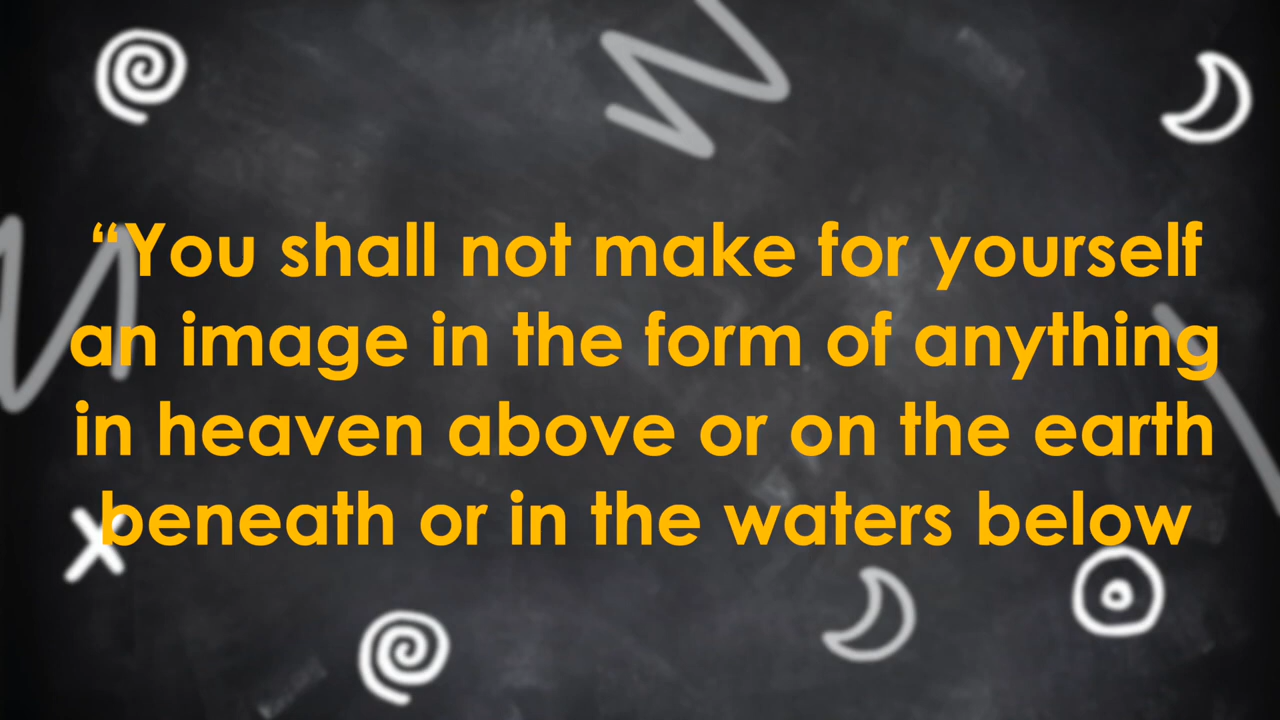 “You shall not make for yourself
an image in the form of anything
in heaven above or on the earth
beneath or in the waters below